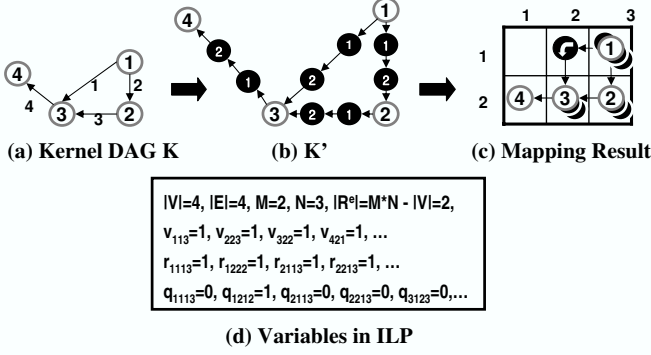 1 2 3
4 2 1 1 1
1 1 2 2 1
4 1 2 2
4 3 3 2 3 2 1 2 2 4 3 2
(a) Kernel DAG K (b) K’ (c) Mapping Result
|V|=4, |E|=4, M=2, N=3, |Rᵉ|=M*N - |V|=2,
v₁₁₃=1, v₂₂₃=1, v₃₂₂=1, v₄₂₁=1, ...
r₁₁₁₃=1, r₁₂₂₂=1, r₂₁₁₃=1, r₂₂₁₃=1, ...
q₁₁₁₃=0, q₁₂₁₂=1, q₂₁₁₃=0, q₂₂₁₃=0, q₃₁₂₃=0,...
(d) Variables in ILP